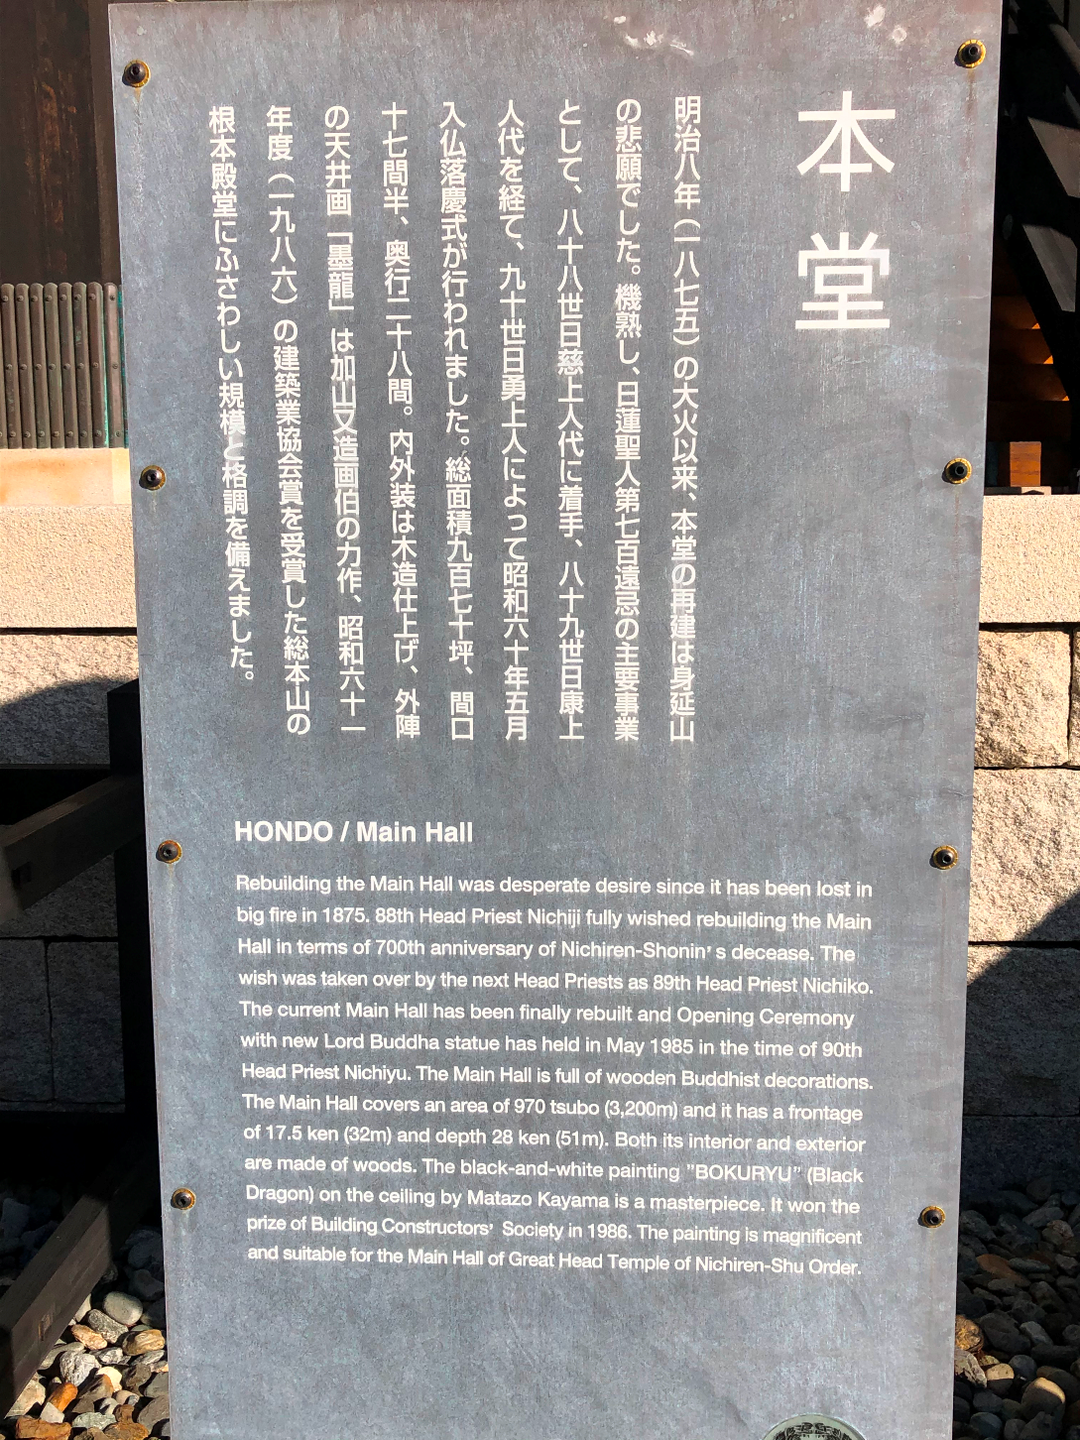 本堂
明治八年（一八七五）の大火以来、本堂の再建は身延山
の悲願でした。機熟し、日蓮聖人第七百遠忌の主要事業
として、八十八世日慈上人代に着手、八十九世日康上
人代を経て、九十世日勇上人によって昭和六十年五月
入仏落慶式が行われました。総面積九百七十坪、間口
十七間半、奥行二十八間。内外装は木造仕上げ、外陣
の天井画「墨龍」は加山又造画伯の力作、昭和六十一
年度（一九八六）の建築業協会賞を受賞した総本山の
根本殿堂にふさわしい規模と格調を備えました。
HONDO / Main Hall
Rebuilding the Main Hall was desperate desire since it has been lost in
big fire in 1875. 88th Head Priest Nichiji fully wished rebuilding the Main
Hall in terms of 700th anniversary of Nichiren-Shonin’s decease. The
wish was taken over by the next Head Priests as 89th Head Priest Nichiko.
The current Main Hall has been finally rebuilt and Opening Ceremony
with new Lord Buddha statue has held in May 1985 in the time of 90th
Head Priest Nichiyu. The Main Hall is full of wooden Buddhist decorations.
The Main Hall covers an area of 970 tsubo (3,200m) and it has a frontage
of 17.5 ken (32m) and depth 28 ken (51m). Both its interior and exterior
are made of woods. The black-and-white painting ”BOKURYU” (Black
Dragon) on the ceiling by Matazo Kayama is a masterpiece. It won the
prize of Building Constructors’ Society in 1986. The painting is magnificent
and suitable for the Main Hall of Great Head Temple of Nichiren-Shu Order.